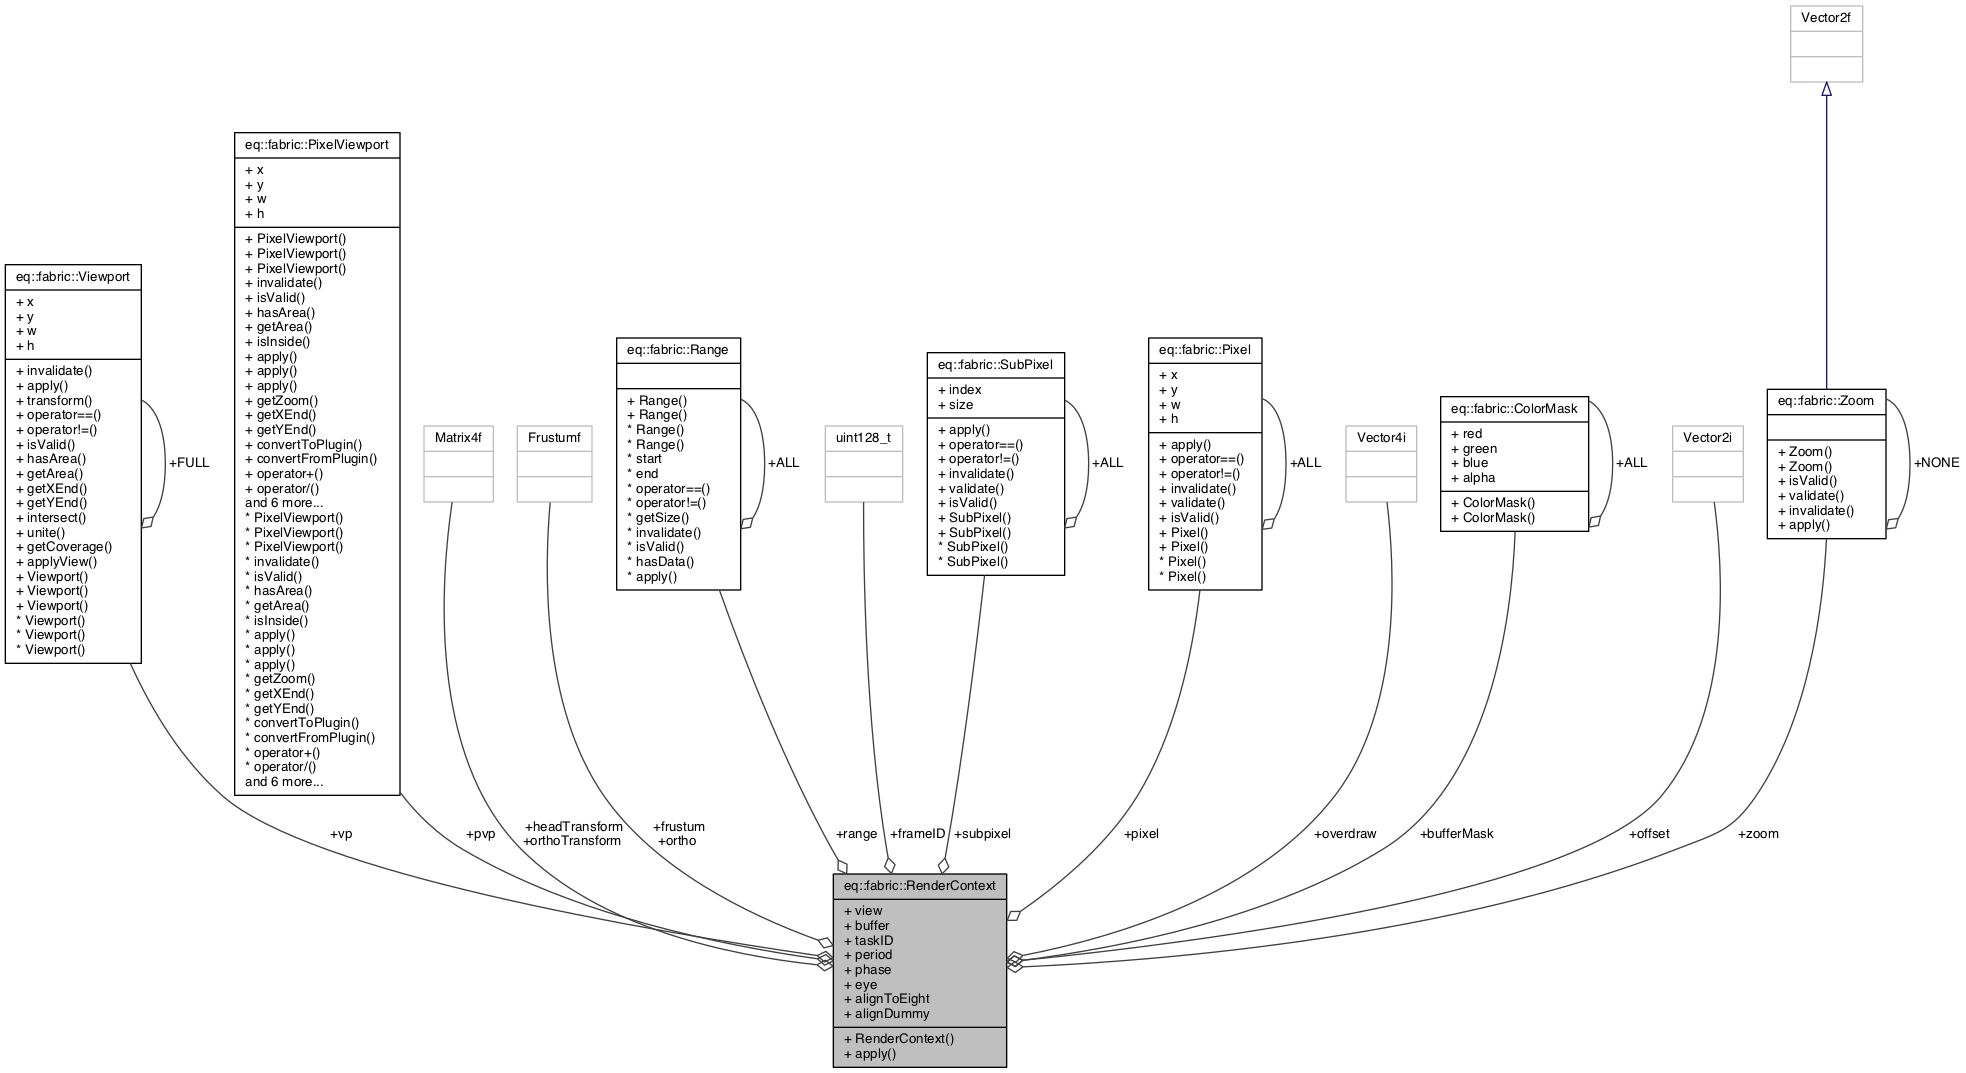 Vector2f
eq::fabric::PixelViewport
+ x
+ y
+ w
+ h
+ PixelViewport()
+ PixelViewport()
+ PixelViewport()
+ invalidate()
+ isValid()
+ hasArea()
+ getArea()
+ isInside()
+ apply()
+ apply()
+ apply()
+ getZoom()
+ getXEnd()
+ getYEnd()
+ convertToPlugin()
+ convertFromPlugin()
+ operator+()
+ operator/()
and 6 more...
* PixelViewport()
* PixelViewport()
* PixelViewport()
* invalidate()
* isValid()
* hasArea()
* getArea()
* isInside()
* apply()
* apply()
* apply()
* getZoom()
* getXEnd()
* getYEnd()
* convertToPlugin()
* convertFromPlugin()
* operator+()
* operator/()
and 6 more...
eq::fabric::Viewport
+ x
+ y
+ w
+ h
+ invalidate()
+ apply()
+ transform()
+ operator==()
+ operator!=()
+ isValid()
+ hasArea()
+ getArea()
+ getXEnd()
+ getYEnd()
+ intersect()
+ unite()
+ getCoverage()
+ applyView()
+ Viewport()
+ Viewport()
+ Viewport()
* Viewport()
* Viewport()
* Viewport()
+FULL
Matrix4f
Frustumf
eq::fabric::Range
+ Range()
+ Range()
* Range()
* Range()
* start
* end
* operator==()
* operator!=()
* getSize()
* invalidate()
* isValid()
* hasData()
* apply()
+ALL
uint128_t
eq::fabric::SubPixel
+ index
+ size
+ apply()
+ operator==()
+ operator!=()
+ invalidate()
+ validate()
+ isValid()
+ SubPixel()
+ SubPixel()
* SubPixel()
* SubPixel()
+ALL
eq::fabric::Pixel
+ x
+ y
+ w
+ h
+ apply()
+ operator==()
+ operator!=()
+ invalidate()
+ validate()
+ isValid()
+ Pixel()
+ Pixel()
* Pixel()
* Pixel()
+ALL
Vector4i
eq::fabric::ColorMask
+ red
+ green
+ blue
+ alpha
+ ColorMask()
+ ColorMask()
+ALL
Vector2i
eq::fabric::Zoom
+ Zoom()
+ Zoom()
+ isValid()
+ validate()
+ invalidate()
+ apply()
+NONE
+vp
+pvp
+headTransform
+orthoTransform
+frustum
+ortho
+range
+frameID
+subpixel
+pixel
+overdraw
+bufferMask
+offset
+zoom
eq::fabric::RenderContext
+ view
+ buffer
+ taskID
+ period
+ phase
+ eye
+ alignToEight
+ alignDummy
+ RenderContext()
+ apply()